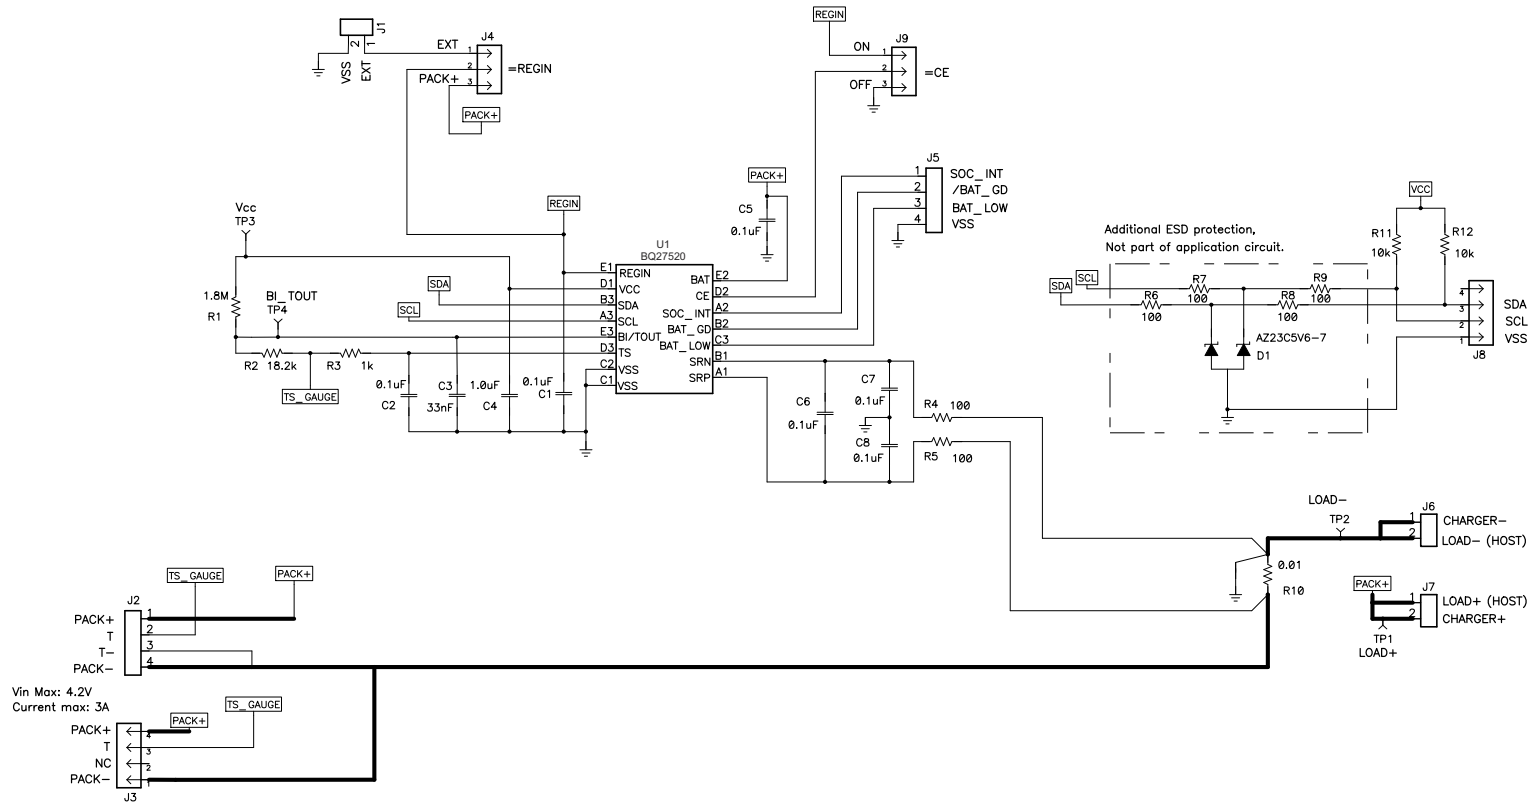 REGIN
J1
2
1
VSS
EXT
EXT
J4
1
2
3
PACK+
=REGIN
PACK+
J9
ON
1
2
OFF
3
=CE
J5
PACK+
1
2
3
4
SOC_INT
/BAT_GD
BAT_LOW
VSS
VCC
Vcc
TP3
REGIN
C5
0.1uF
Additional ESD protection,
Not part of application circuit.
R11
10k
R12
10k
U1
BQ27520
E1 REGIN
D1 VCC
B3 SDA
A3 SCL
E3 BI/TOUT
D3 TS
C2 VSS
C1 VSS
BAT E2
CE D2
SOC_INT A2
BAT_GD B2
BAT_LOW C3
SRN B1
SRP A1
SDA
SCL
1.8M
R1
BI_TOUT
TP4
R2 18.2k
R3 1k
TS_GAUGE
0.1uF
C2
C3
33nF
1.0uF
C4
0.1uF
C1
SDA
SCL
R7
100
R9
100
R6
100
R8
100
AZ23C5V6-7
D1
4
3
2
1
SDA
SCL
VSS
J8
C6
0.1uF
C7
0.1uF
C8
0.1uF
R4 100
R5 100
LOAD-
TP2
J6
1
2
CHARGER-
LOAD- (HOST)
0.01
R10
PACK+
J7
1
2
LOAD+ (HOST)
CHARGER+
TP1
LOAD+
TS_GAUGE
PACK+
J2
PACK+ 1
T 2
T- 3
PACK- 4
Vin Max: 4.2V
Current max: 3A
TS_GAUGE
PACK+
PACK+ 4
T 3
NC 2
PACK- 1
J3